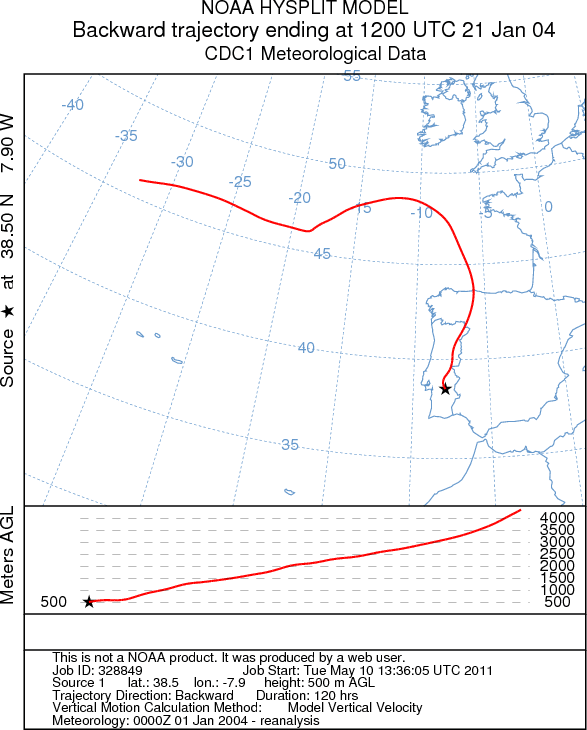 NOAA HYSPLIT MODEL
Backward trajectory ending at 1200 UTC 21 Jan 04
CDC1 Meteorological Data
Source ★ at 38.50 N 7.90 W
55
-40
-35
-30
50
-25
-20
-15
-10
-5
0
45
40
35
Meters AGL
4000
3500
3000
2500
2000
1500
1000
500
500
This is not a NOAA product. It was produced by a web user.
Job ID: 328849 Job Start: Tue May 10 13:36:05 UTC 2011
Source 1 lat.: 38.5 lon.: -7.9 height: 500 m AGL
Trajectory Direction: Backward Duration: 120 hrs
Vertical Motion Calculation Method: Model Vertical Velocity
Meteorology: 0000Z 01 Jan 2004 - reanalysis